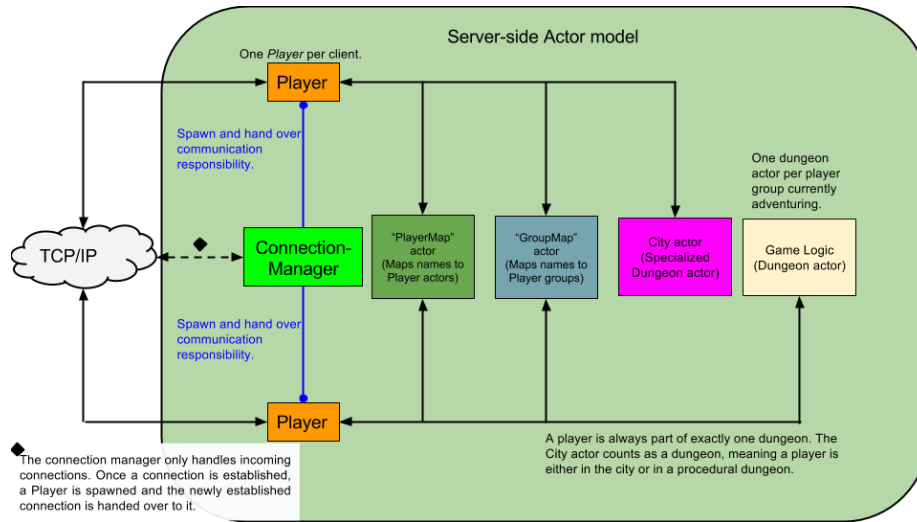 Server-side Actor model
One Player per client.
Player
Spawn and hand over
communication
responsibility.
One dungeon
actor per player
group currently
adventuring.
TCP/IP
Connection-
Manager
“PlayerMap”
actor
(Maps names to
Player actors)
“GroupMap”
actor
(Maps names to
Player groups)
City actor
(Specialized
Dungeon actor)
Game Logic
(Dungeon actor)
Spawn and hand over
communication
responsibility.
Player
The connection manager only handles incoming
connections. Once a connection is established,
a Player is spawned and the newly established
connection is handed over to it.
A player is always part of exactly one dungeon. The
City actor counts as a dungeon, meaning a player is
either in the city or in a procedural dungeon.